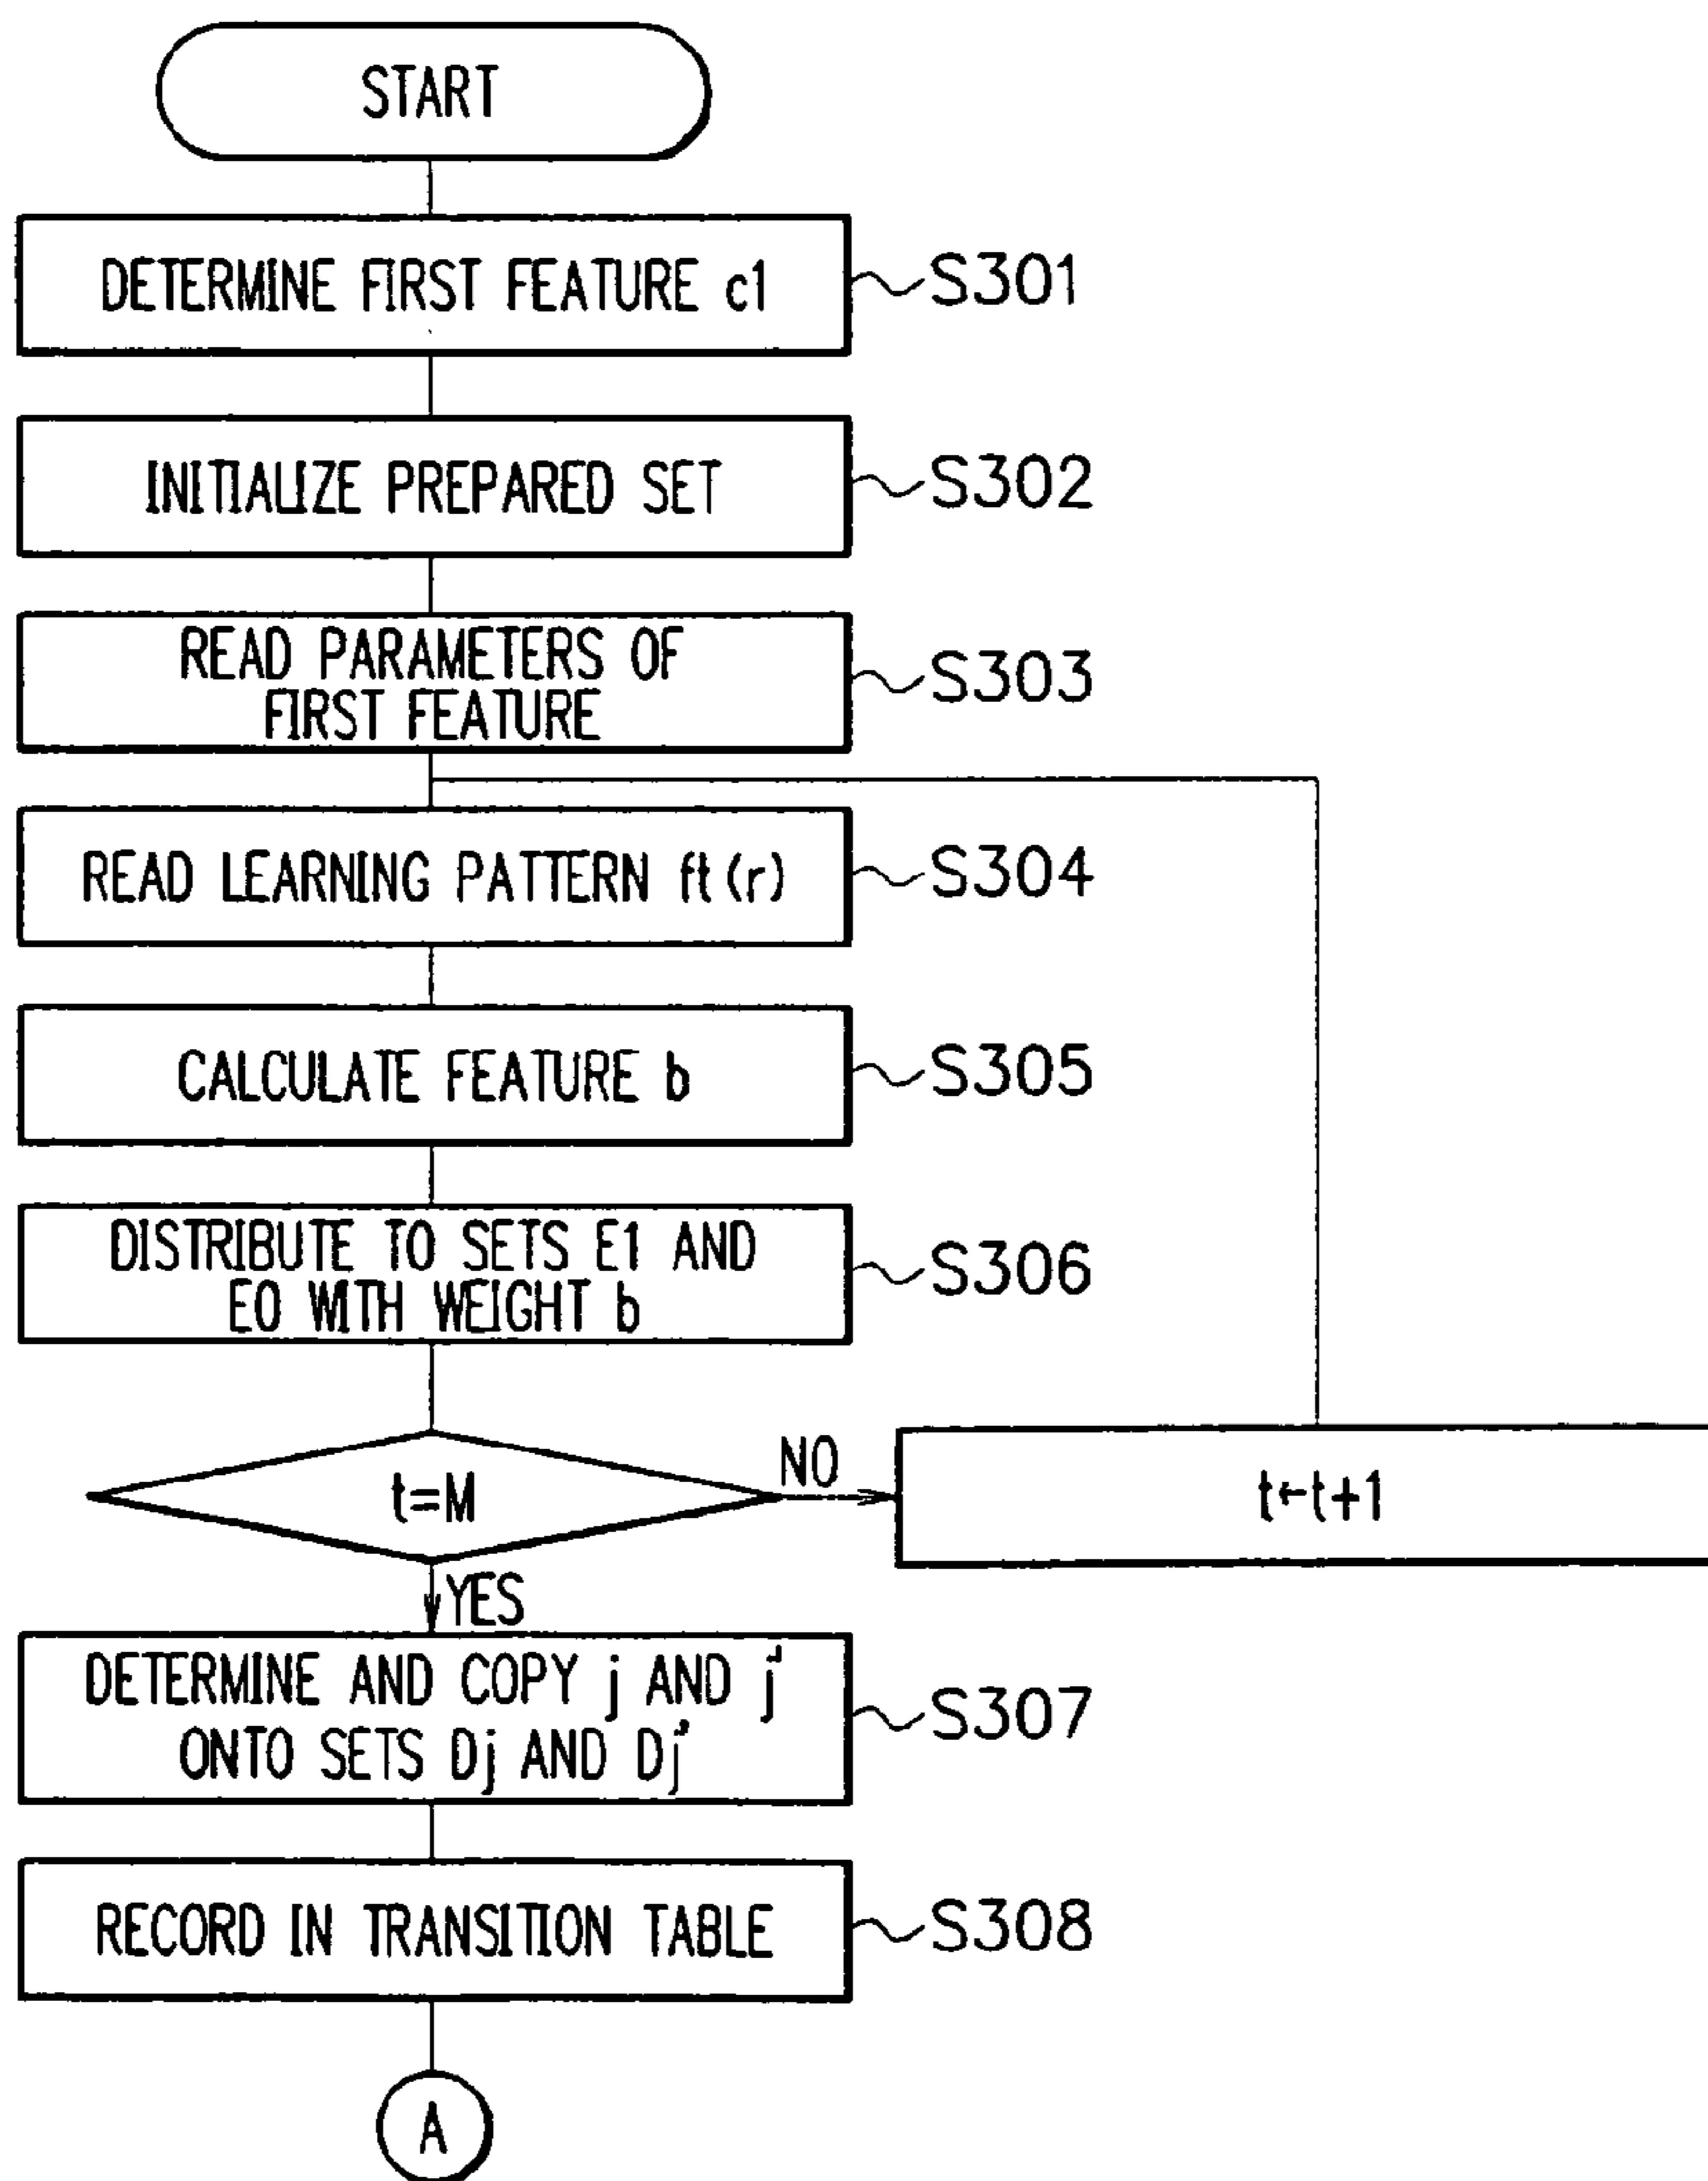 START
DETERMINE FIRST FEATURE c1
S301
INITIALIZE PREPARED SET
S302
READ PARAMETERS OF
FIRST FEATURE
S303
READ LEARNING PATTERN ft(r)
S304
CALCULATE FEATURE b
S305
DISTRIBUTE TO SETS E1 AND
E0 WITH WEIGHT b
S306
t=M
NO
t←t+1
YES
DETERMINE AND COPY j AND j'
ONTO SETS Dj AND Dj'
S307
RECORD IN TRANSITION TABLE
S308
A